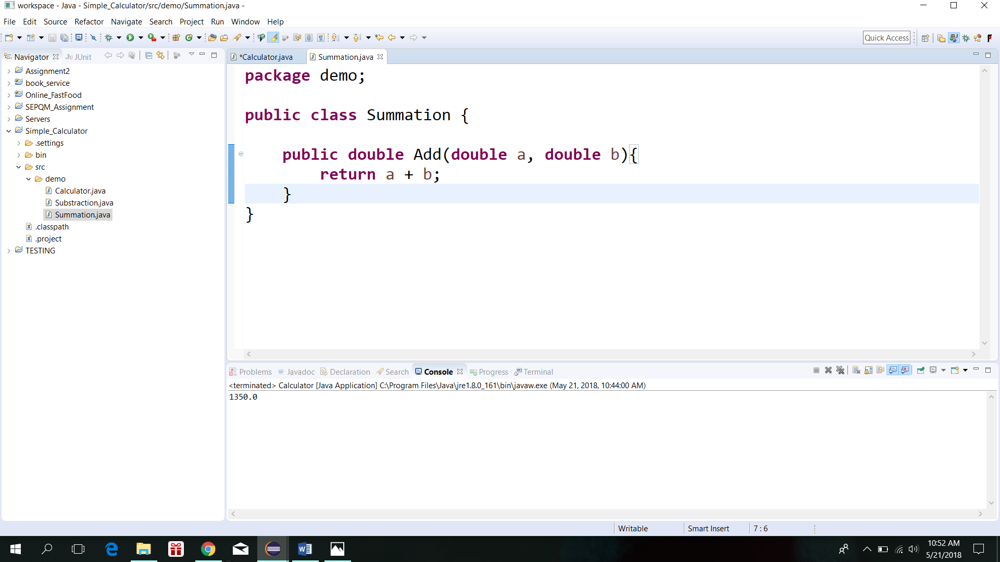 workspace - Java - Simple_Calculator/src/demo/Summation.java -
File Edit Source Refactor Navigate Search Project Run Window Help
Quick Access
Navigator JUnit
*Calculator.java Summation.java
Assignment2
book_service
Online_FastFood
SEPQM_Assignment
Servers
Simple_Calculator
.settings
bin
src
demo
Calculator.java
Substraction.java
Summation.java
.classpath
.project
TESTING
package demo;
public class Summation {
public double Add(double a, double b){
return a + b;
}
}
Problems Javadoc Declaration Search Console Progress Terminal
<terminated> Calculator [Java Application] C:\Program Files\Java\jre1.8.0_161\bin\javaw.exe (May 21, 2018, 10:44:00 AM)
1350.0
Writable Smart Insert 7 : 6
10:52 AM
5/21/2018